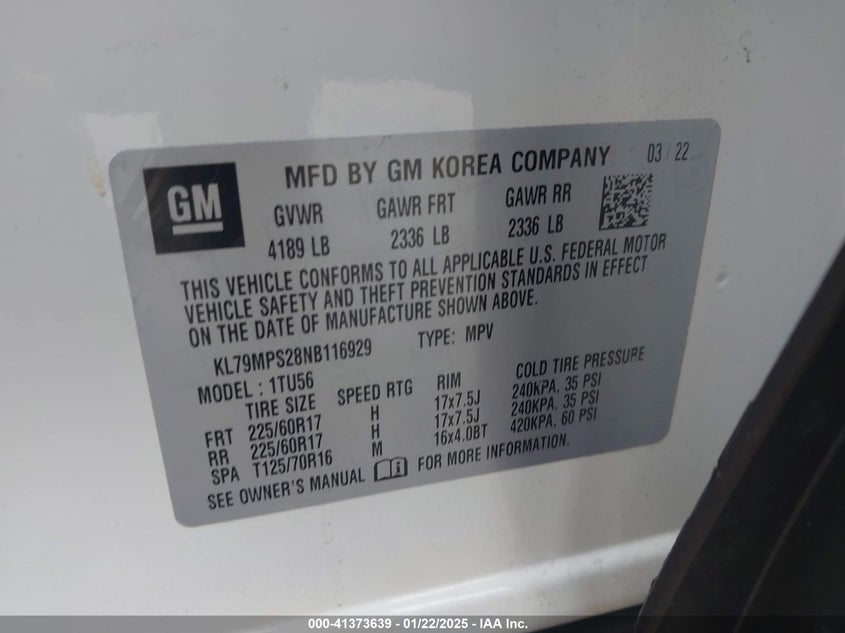 GM
MFD BY GM KOREA COMPANY 03 / 22
GVWR GAWR FRT GAWR RR
4189 LB 2336 LB 2336 LB
THIS VEHICLE CONFORMS TO ALL APPLICABLE U.S. FEDERAL MOTOR
VEHICLE SAFETY AND THEFT PREVENTION STANDARDS IN EFFECT
ON THE DATE OF MANUFACTURE SHOWN ABOVE.
KL79MPS28NB116929 TYPE: MPV
MODEL : 1TU56
TIRE SIZE SPEED RTG RIM COLD TIRE PRESSURE
FRT 225/60R17 H 17x7.5J 240KPA, 35 PSI
RR 225/60R17 H 17x7.5J 240KPA, 35 PSI
SPA T125/70R16 M 16x4.0BT 420KPA, 60 PSI
SEE OWNER'S MANUAL FOR MORE INFORMATION.
000-41373639 - 01/22/2025 - IAA Inc.